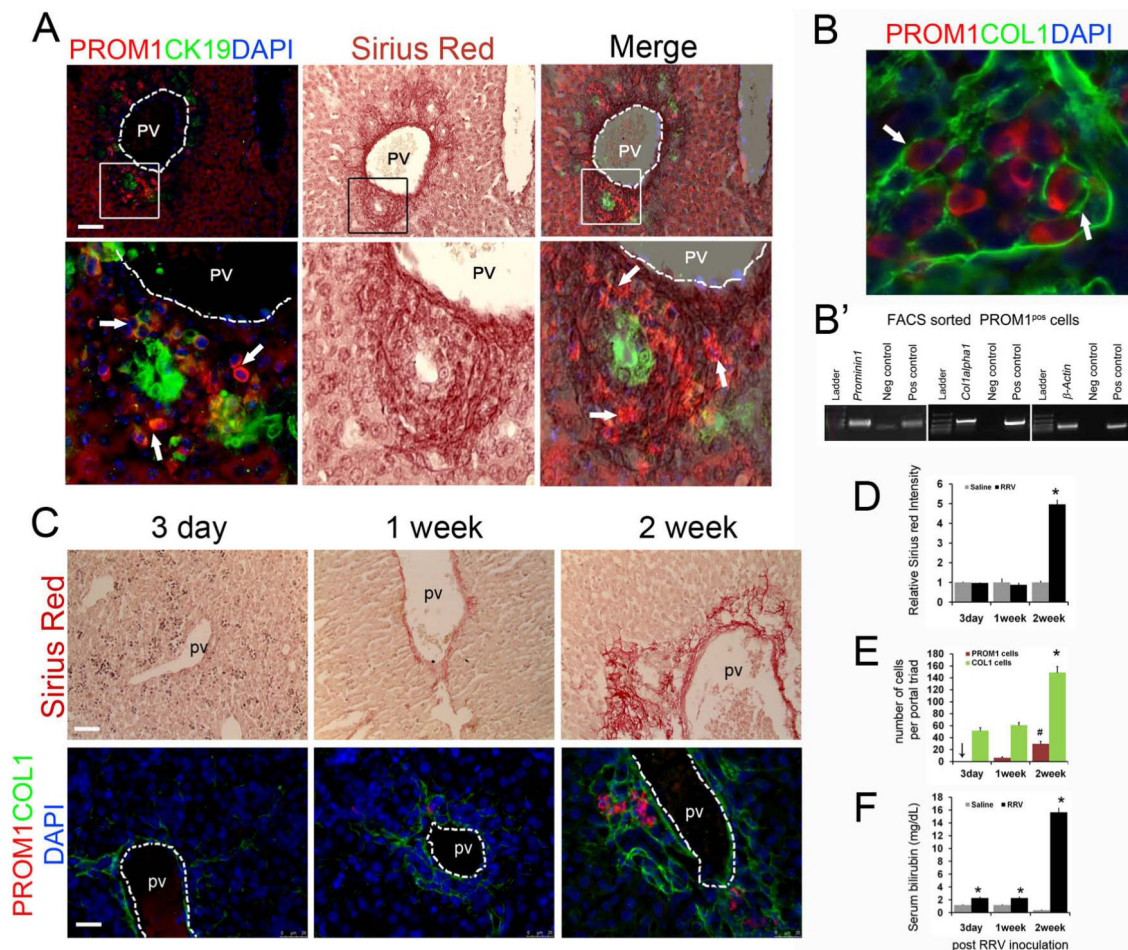 A
PROM1CK19DAPI
Sirius Red
Merge
PV
PV
PV
PV
PV
PV
B
PROM1COL1DAPI
B'
FACS sorted PROM1pos cells
Ladder
Prominin1
Neg control
Pos control
Ladder
Col1alpha1
Neg control
Pos control
Ladder
β-Actin
Neg control
Pos control
C
3 day
1 week
2 week
Sirius Red
pv
pv
pv
PROM1COL1
DAPI
pv
pv
pv
D
Relative Sirius red Intensity
Saline RRV
6
5
4
3
2
1
0
*
3day 1week 2week
E
number of cells
per portal triad
PROM1 cells
COL1 cells
180
160
140
120
100
80
60
40
20
0
#
*
3day 1week 2week
F
Serum bilirubin (mg/dL)
Saline RRV
18
16
14
12
10
8
6
4
2
0
* * *
3day 1week 2week
post RRV inoculation